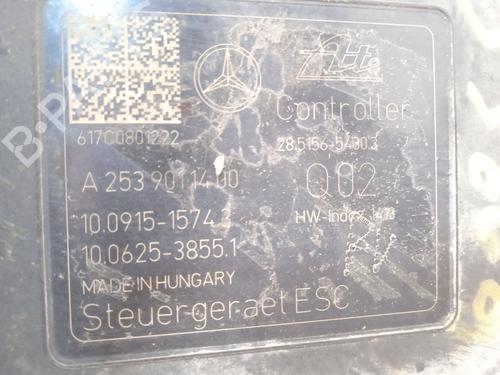 Ate
Controller
617C0801222
28.5156-5430.3
A 253 901 14 00
Q02
10.0915-1574.3
HW-Index
10.0625-3855.1
MADE IN HUNGARY
Steuergeraet ESC